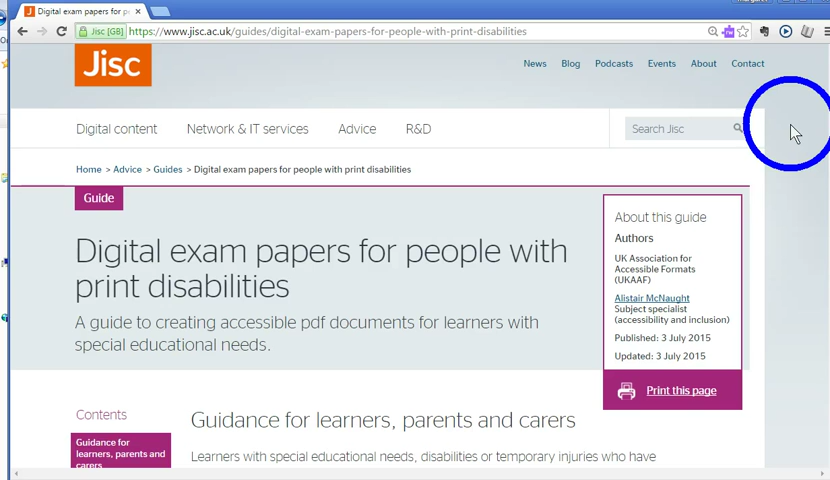 Digital exam papers for p
Jisc [GB] https://www.jisc.ac.uk/guides/digital-exam-papers-for-people-with-print-disabilities
Jisc
News Blog Podcasts Events About Contact
Digital content Network & IT services Advice R&D Search Jisc
Home > Advice > Guides > Digital exam papers for people with print disabilities
Guide
Digital exam papers for people with
print disabilities
A guide to creating accessible pdf documents for learners with
special educational needs.
About this guide
Authors
UK Association for
Accessible Formats
(UKAAF)
Alistair McNaught
Subject specialist
(accessibility and inclusion)
Published: 3 July 2015
Updated: 3 July 2015
Print this page
Contents
Guidance for
learners, parents and
carers
Guidance for learners, parents and carers
Learners with special educational needs, disabilities or temporary injuries who have